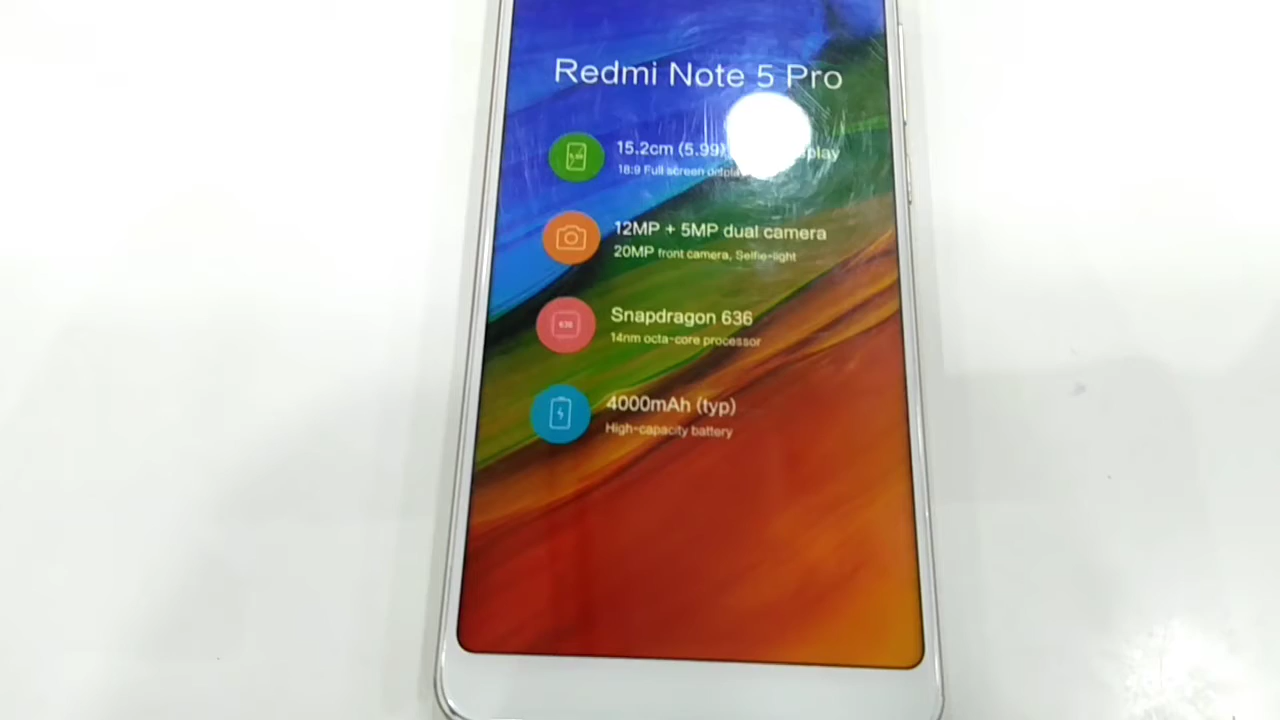 Redmi Note 5 Pro
15.2cm (5.99)
18:9 Full screen
12MP + 5MP dual camera
20MP front camera, Selfie-light
Snapdragon 636
14nm octa-core processor
636
4000mAh (typ)
High-capacity battery